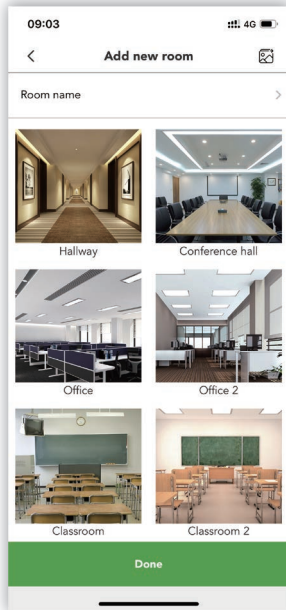 09:03
4G
Add new room
Room name
Hallway
Conference hall
Office
Office 2
Classroom
Classroom 2
Done